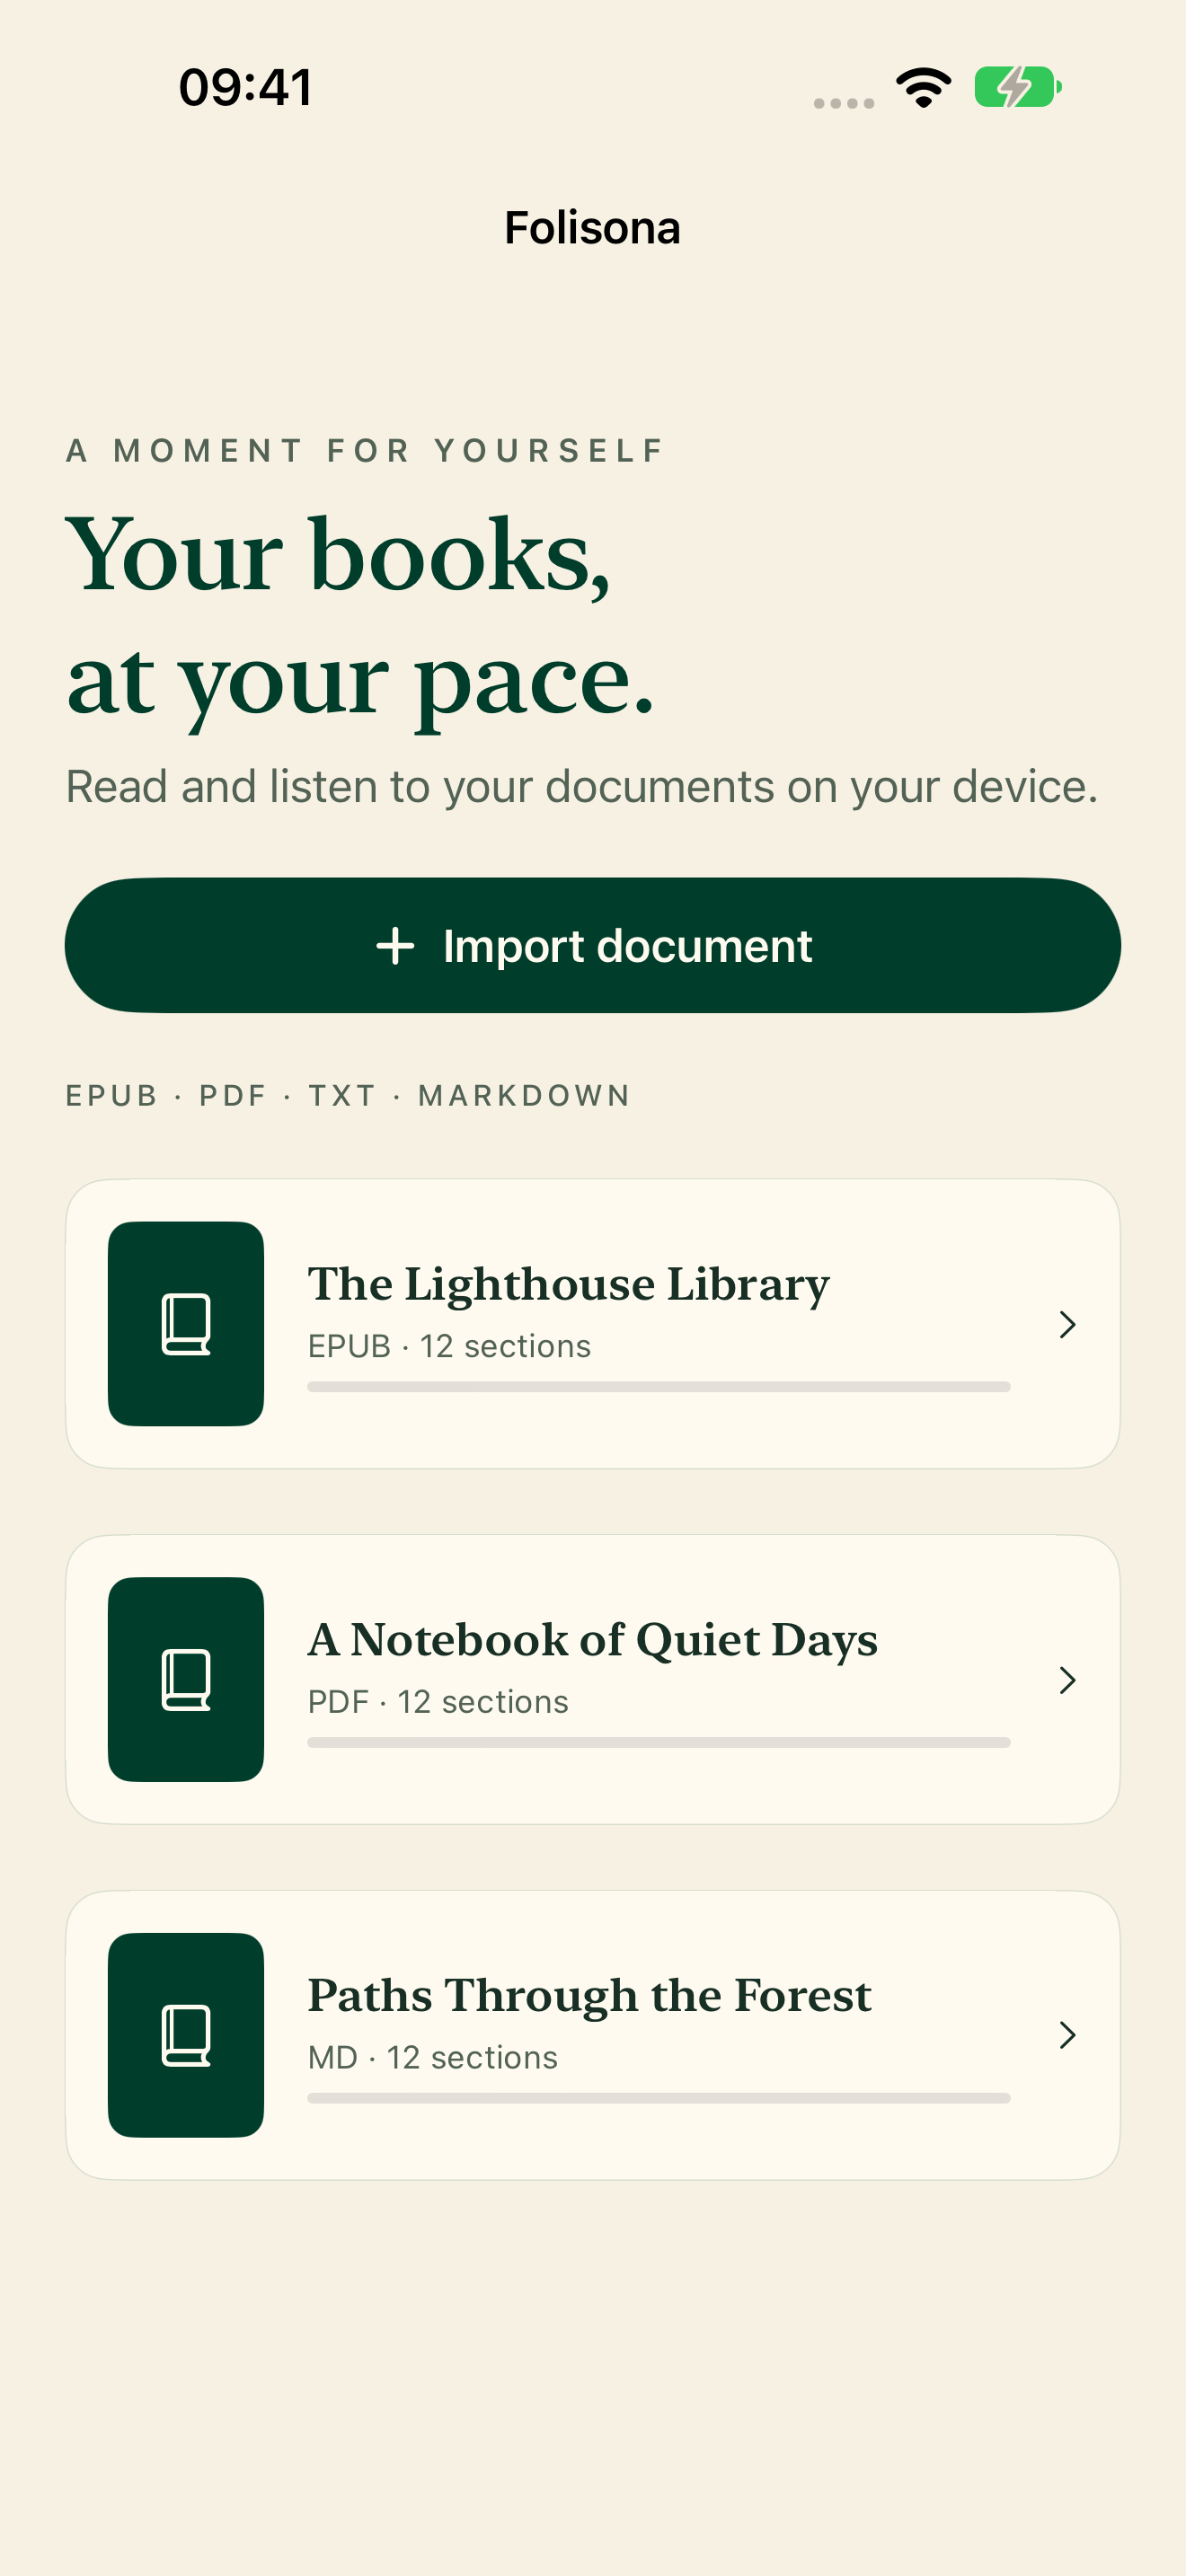 09:41
Folisona
A MOMENT FOR YOURSELF
Your books,
at your pace.
Read and listen to your documents on your device.
Import document
EPUB · PDF · TXT · MARKDOWN
The Lighthouse Library
EPUB · 12 sections
A Notebook of Quiet Days
PDF · 12 sections
Paths Through the Forest
MD · 12 sections